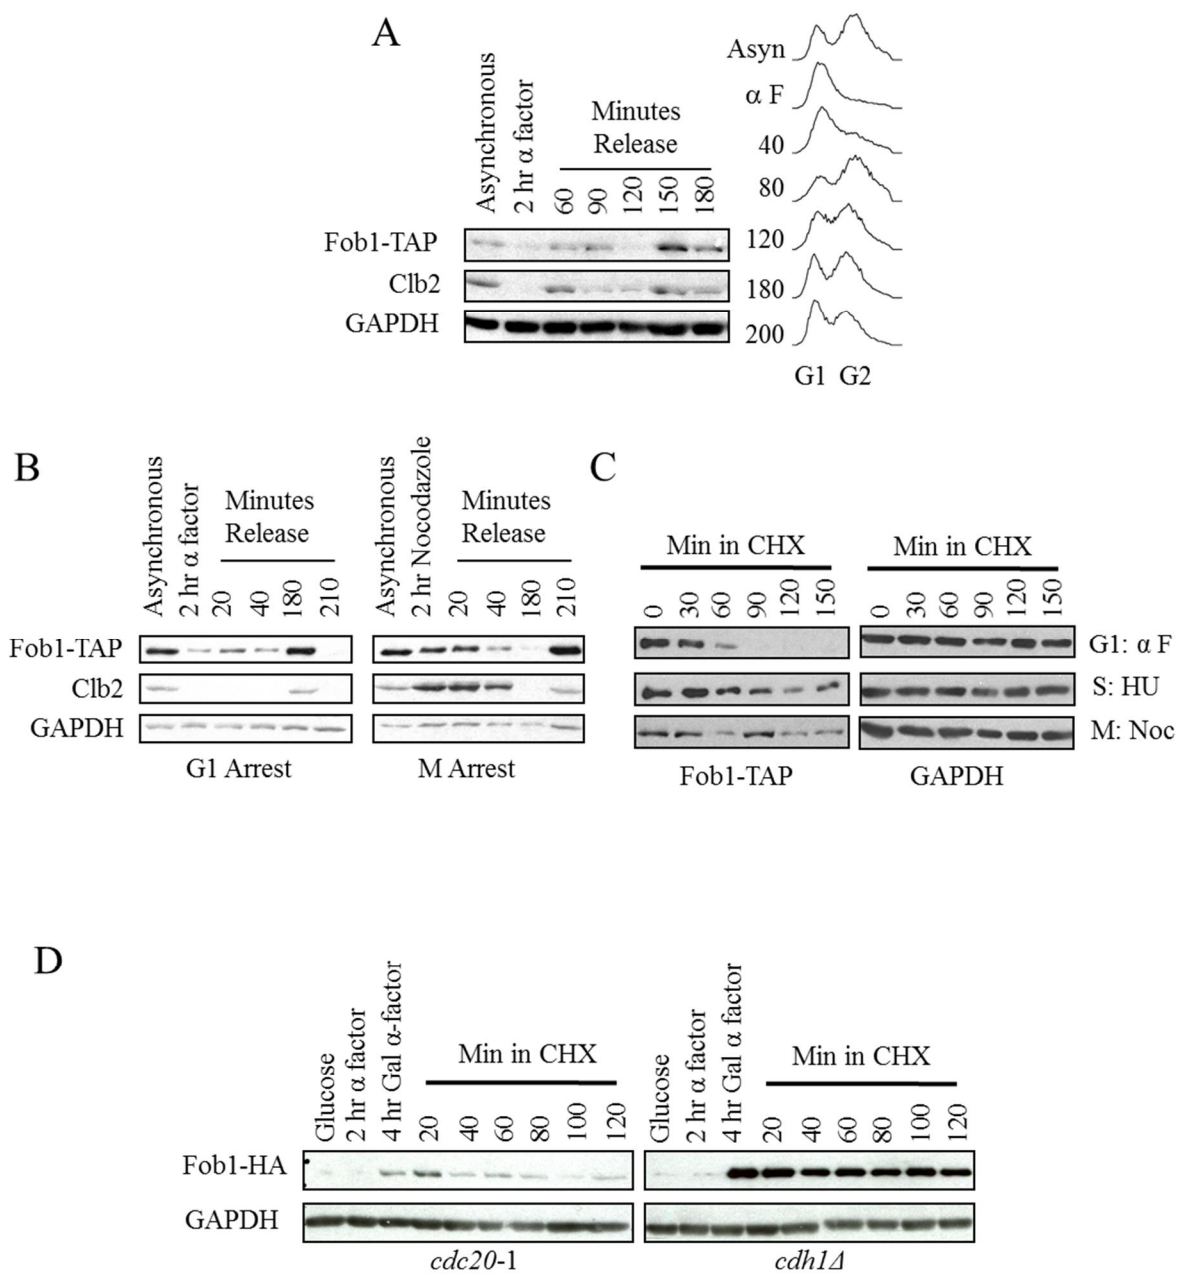 A
Asynchronous
2 hr α factor
Minutes
Release
60
90
120
150
180
Fob1-TAP
Clb2
GAPDH
Asyn
α F
40
80
120
180
200
G1 G2
B
Asynchronous
2 hr α factor
Minutes
Release
20
40
180
210
Asynchronous
2 hr Nocodazole
Minutes
Release
20
40
180
210
Fob1-TAP
Clb2
GAPDH
G1 Arrest
M Arrest
C
Min in CHX
0
30
60
90
120
150
Min in CHX
0
30
60
90
120
150
G1: α F
S: HU
M: Noc
Fob1-TAP
GAPDH
D
Glucose
2 hr α factor
4 hr Gal α-factor
Min in CHX
20
40
60
80
100
120
Glucose
2 hr α factor
4 hr Gal α factor
Min in CHX
20
40
60
80
100
120
Fob1-HA
GAPDH
cdc20-1
cdh1Δ